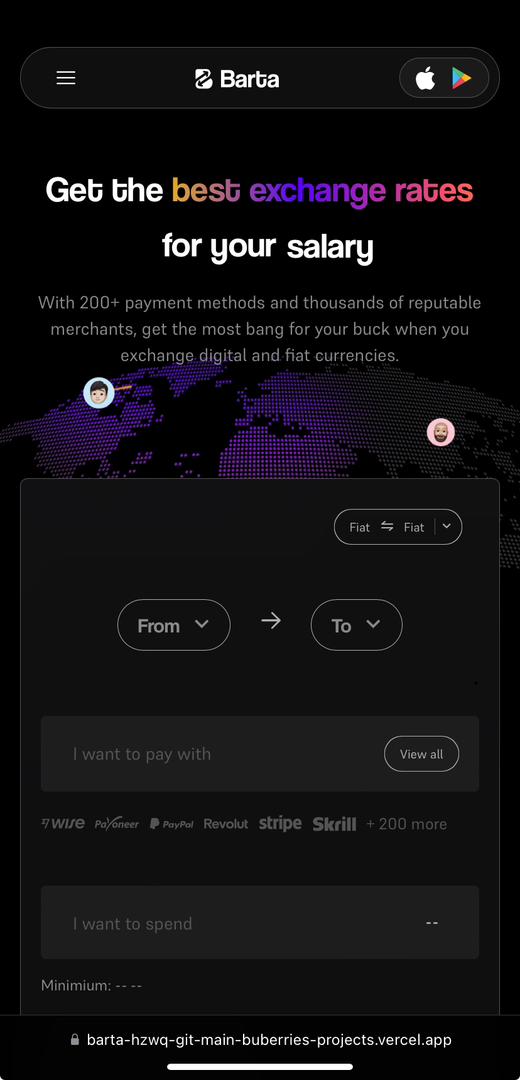 Barta
Get the best exchange rates
for your salary
With 200+ payment methods and thousands of reputable
merchants, get the most bang for your buck when you
exchange digital and fiat currencies.
Fiat ⇋ Fiat
From → To
I want to pay with View all
wise Payoneer PayPal Revolut stripe Skrill + 200 more
I want to spend --
Minimium: -- --
barta-hzwq-git-main-buberries-projects.vercel.app